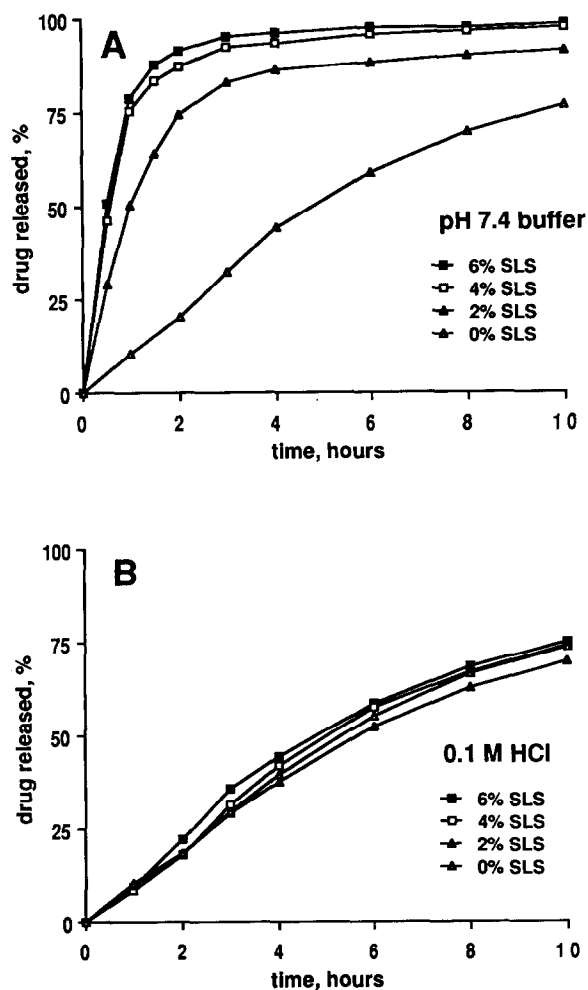 A
100
75
50
25
0
drug released, %
pH 7.4 buffer
6% SLS
4% SLS
2% SLS
0% SLS
0 2 4 6 8 10
time, hours
B
100
75
50
25
0
drug released, %
0.1 M HCl
6% SLS
4% SLS
2% SLS
0% SLS
0 2 4 6 8 10
time, hours